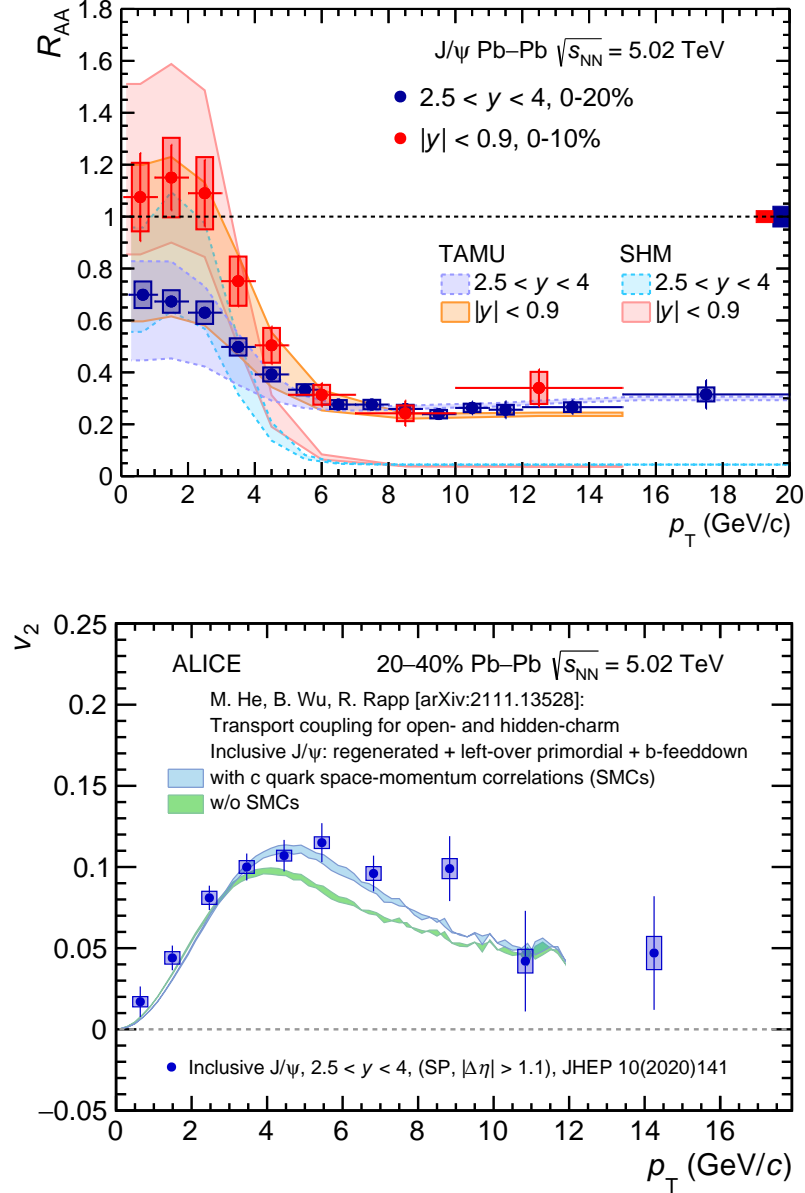 R_AA
1.8
1.6
1.4
1.2
1
0.8
0.6
0.4
0.2
0
J/ψ Pb–Pb √s_NN = 5.02 TeV
2.5 < y < 4, 0-20%
|y| < 0.9, 0-10%
TAMU SHM
2.5 < y < 4 2.5 < y < 4
|y| < 0.9 |y| < 0.9
0 2 4 6 8 10 12 14 16 18 20
p_T (GeV/c)
v_2
0.25
0.2
0.15
0.1
0.05
0
−0.05
ALICE 20–40% Pb–Pb √s_NN = 5.02 TeV
M. He, B. Wu, R. Rapp [arXiv:2111.13528]:
Transport coupling for open- and hidden-charm
Inclusive J/ψ: regenerated + left-over primordial + b-feeddown
with c quark space-momentum correlations (SMCs)
w/o SMCs
Inclusive J/ψ, 2.5 < y < 4, (SP, |Δη| > 1.1), JHEP 10(2020)141
0 2 4 6 8 10 12 14 16
p_T (GeV/c)